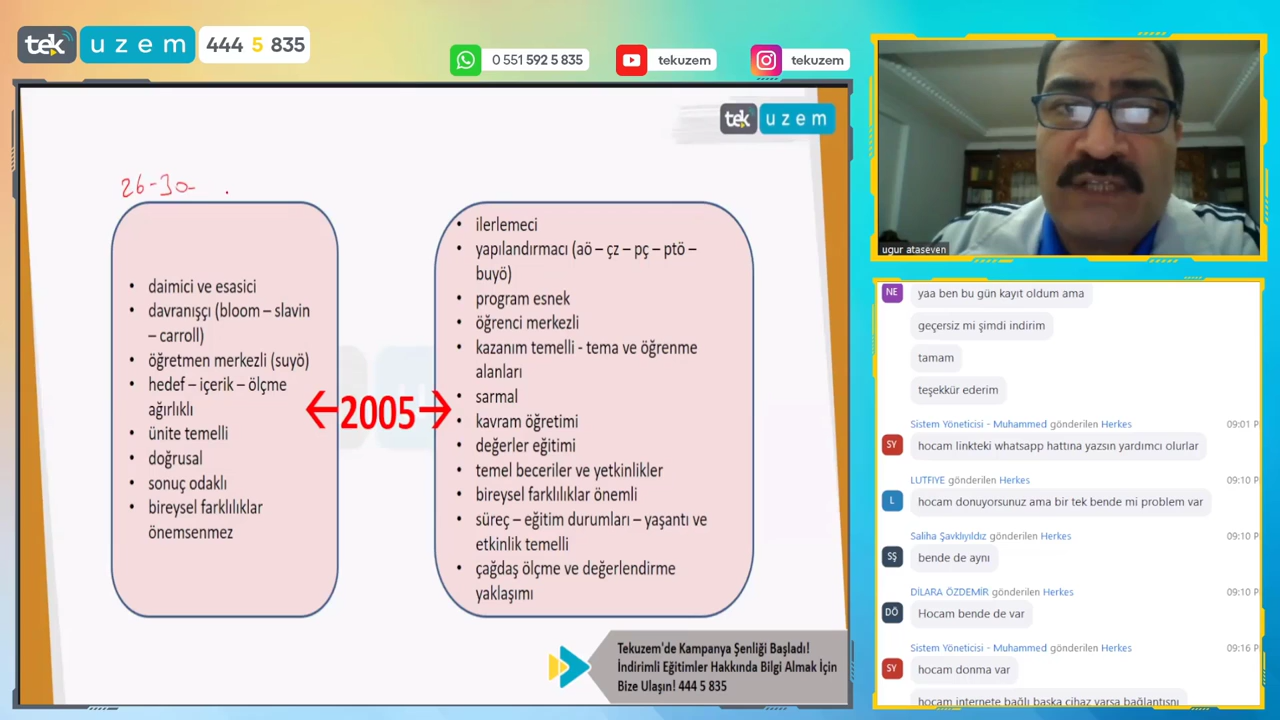 tek uzem 444 5 835
0 551 592 5 835
tekuzem
tekuzem
tek uzem
26-30
daimici ve esasici
davranışçı (bloom – slavin
– carroll)
öğretmen merkezli (suyö)
hedef – içerik – ölçme
ağırlıklı
ünite temelli
doğrusal
sonuç odaklı
bireysel farklılıklar
önemsenmez
2005
ilerlemeci
yapılandırmacı (aö – çz – pç – ptö –
buyö)
program esnek
öğrenci merkezli
kazanım temelli - tema ve öğrenme
alanları
sarmal
kavram öğretimi
değerler eğitimi
temel beceriler ve yetkinlikler
bireysel farklılıklar önemli
süreç – eğitim durumları – yaşantı ve
etkinlik temelli
çağdaş ölçme ve değerlendirme
yaklaşımı
Tekuzem'de Kampanya Şenliği Başladı!
İndirimli Eğitimler Hakkında Bilgi Almak İçin
Bize Ulaşın! 444 5 835
ugur ataseven
NE
yaa ben bu gün kayıt oldum ama
geçersiz mi şimdi indirim
tamam
teşekkür ederim
Sistem Yöneticisi - Muhammed gönderilen Herkes 09:01 P
SY
hocam linkteki whatsapp hattına yazsın yardımcı olurlar
LUTFIYE gönderilen Herkes 09:10 P
L
hocam donuyorsunuz ama bir tek bende mi problem var
Saliha Şavklıyıldız gönderilen Herkes 09:10 P
SŞ
bende de aynı
DİLARA ÖZDEMİR gönderilen Herkes 09:10 P
DÖ
Hocam bende de var
Sistem Yöneticisi - Muhammed gönderilen Herkes 09:16 P
SY
hocam donma var
hocam internete bağlı başka cihaz varsa